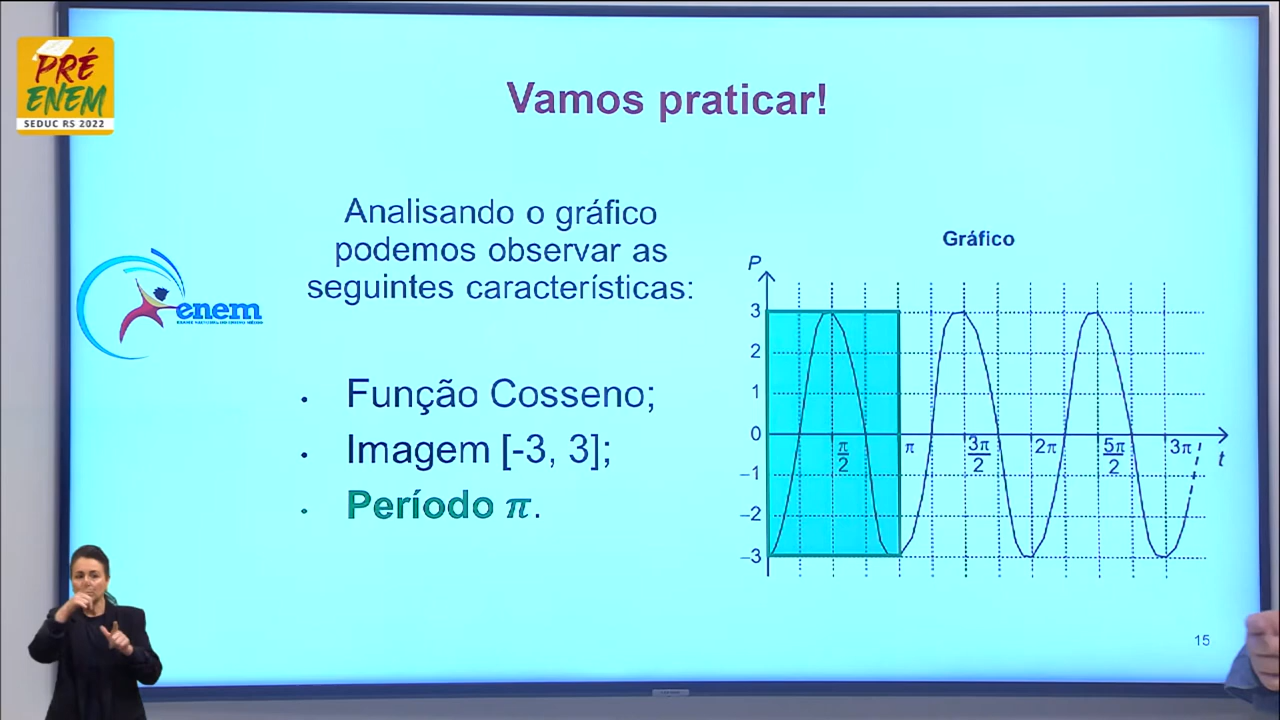 PRÉ
ENEM
SEDUC RS 2022
Vamos praticar!
Analisando o gráfico
podemos observar as
seguintes características:
enem
• Função Cosseno;
• Imagem [-3, 3];
• Período π.
Gráfico
P
3
2
1
0
–1
–2
–3
π/2
π
3π/2
2π
5π/2
3π
t
15